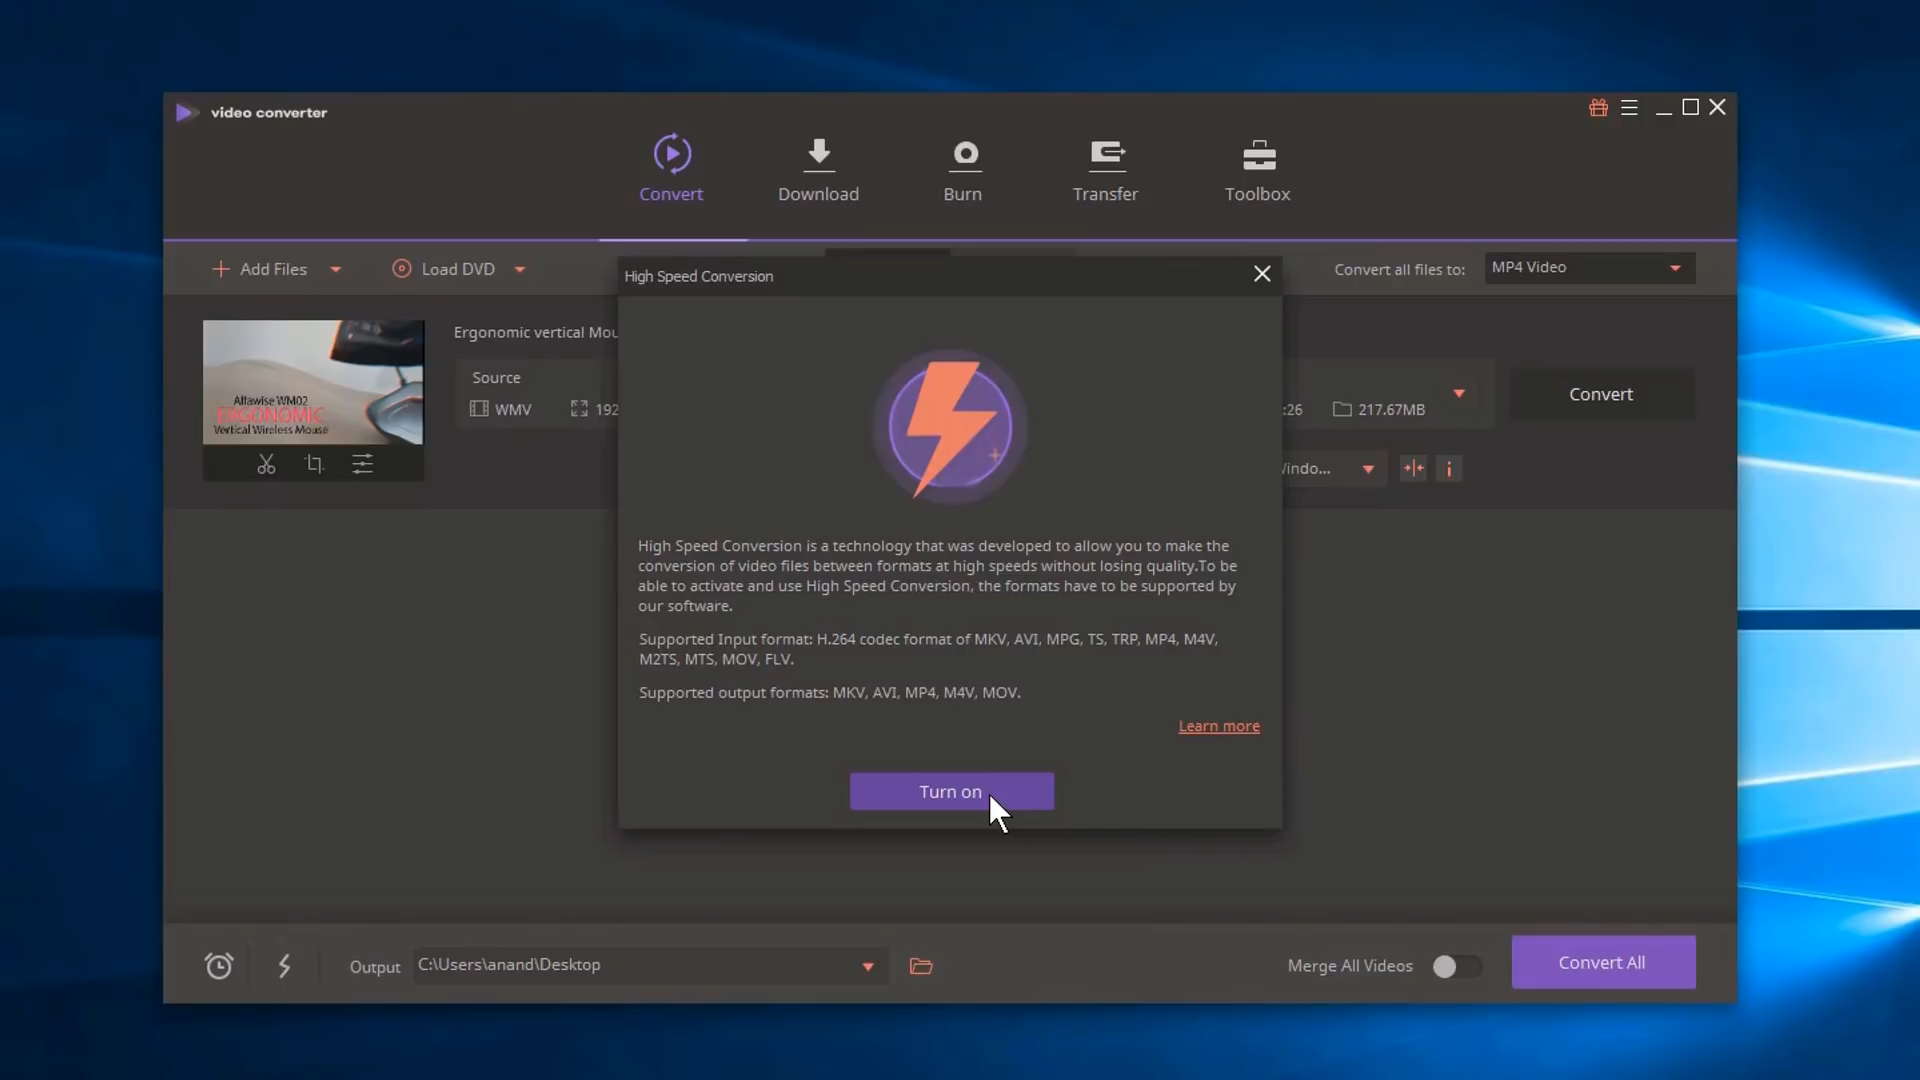 video converter
Convert
Download
Burn
Transfer
Toolbox
Add Files
Load DVD
Convert all files to:
MP4 Video
High Speed Conversion
Ergonomic vertical Mou
Source
WMV
192
:26
217.67MB
Convert
Alfawise WM02
ERGONOMIC
Vertical Wireless Mouse
Windo...
High Speed Conversion is a technology that was developed to allow you to make the
conversion of video files between formats at high speeds without losing quality.To be
able to activate and use High Speed Conversion, the formats have to be supported by
our software.
Supported Input format: H.264 codec format of MKV, AVI, MPG, TS, TRP, MP4, M4V,
M2TS, MTS, MOV, FLV.
Supported output formats: MKV, AVI, MP4, M4V, MOV.
Learn more
Turn on
Output
C:\Users\anand\Desktop
Merge All Videos
Convert All